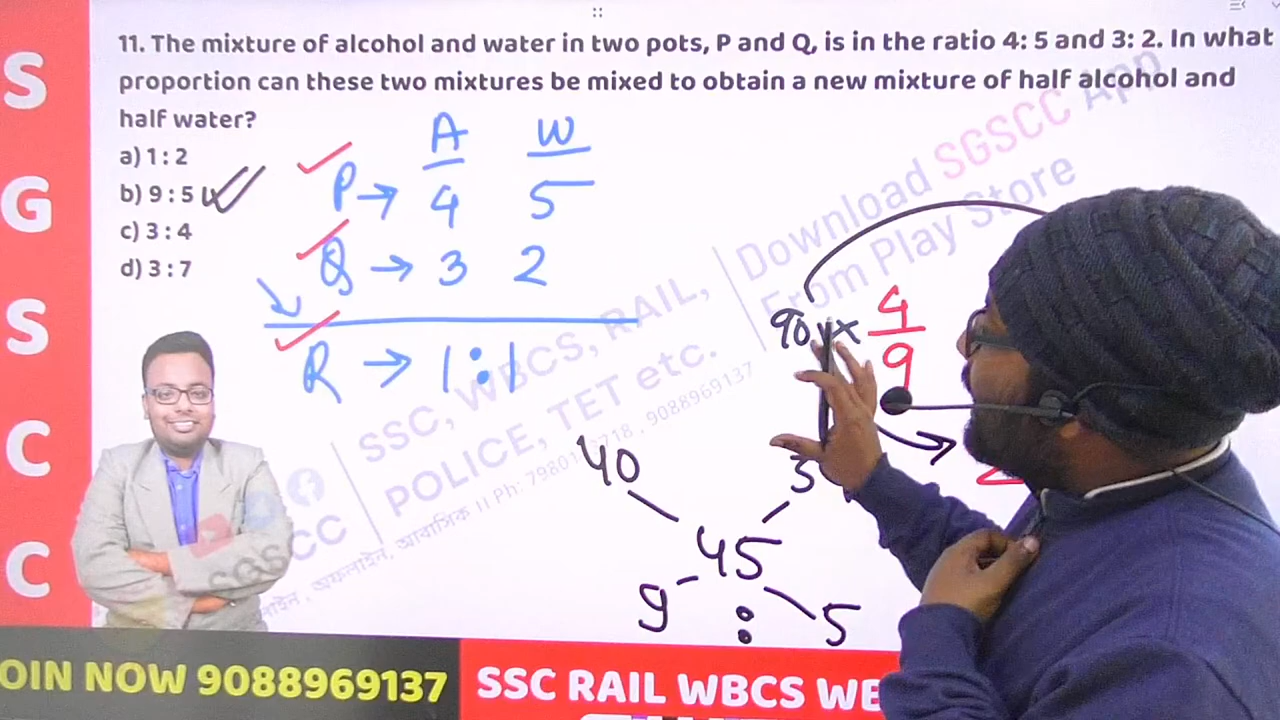 S
G
S
C
C
11. The mixture of alcohol and water in two pots, P and Q, is in the ratio 4: 5 and 3: 2. In what
proportion can these two mixtures be mixed to obtain a new mixture of half alcohol and
half water?
a) 1 : 2
b) 9 : 5
c) 3 : 4
d) 3 : 7
A W
P → 4 5
Q → 3 2
R → 1 : 1
90 × 4/9
40
45
9 : 5
Download SGSCC App
From Play Store
SSC, WBCS, RAIL,
POLICE, TET etc.
9088969137
SGSCC
OIN NOW 9088969137
SSC RAIL WBCS WE